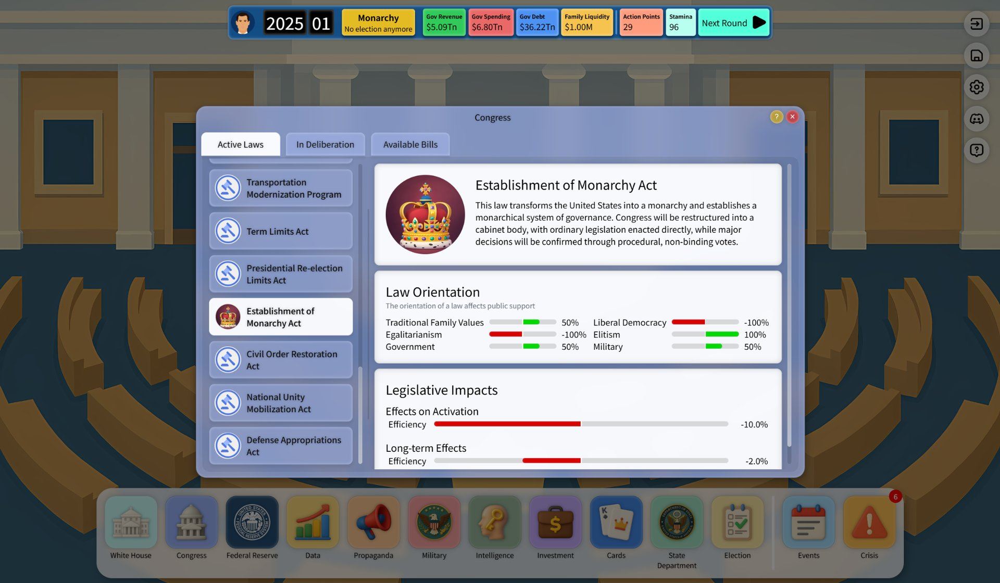 2025 01
Monarchy
No election anymore
Gov Revenue
$5.09Tn
Gov Spending
$6.80Tn
Gov Debt
$36.22Tn
Family Liquidity
$1.00M
Action Points
29
Stamina
96
Next Round
Congress
?
Active Laws
In Deliberation
Available Bills
Transportation
Modernization Program
Term Limits Act
Presidential Re-election
Limits Act
Establishment of
Monarchy Act
Civil Order Restoration
Act
National Unity
Mobilization Act
Defense Appropriations
Act
Establishment of Monarchy Act
This law transforms the United States into a monarchy and establishes a
monarchical system of governance. Congress will be restructured into a
cabinet body, with ordinary legislation enacted directly, while major
decisions will be confirmed through procedural, non-binding votes.
Law Orientation
The orientation of a law affects public support
Traditional Family Values 50% Liberal Democracy -100%
Egalitarianism -100% Elitism 100%
Government 50% Military 50%
Legislative Impacts
Effects on Activation
Efficiency -10.0%
Long-term Effects
Efficiency -2.0%
6
White House
Congress
Federal Reserve
Data
Propaganda
Military
Intelligence
Investment
Cards
State
Department
Election
Events
Crisis
UNITED STATES
FEDERAL RESERVE SYSTEM
$
K